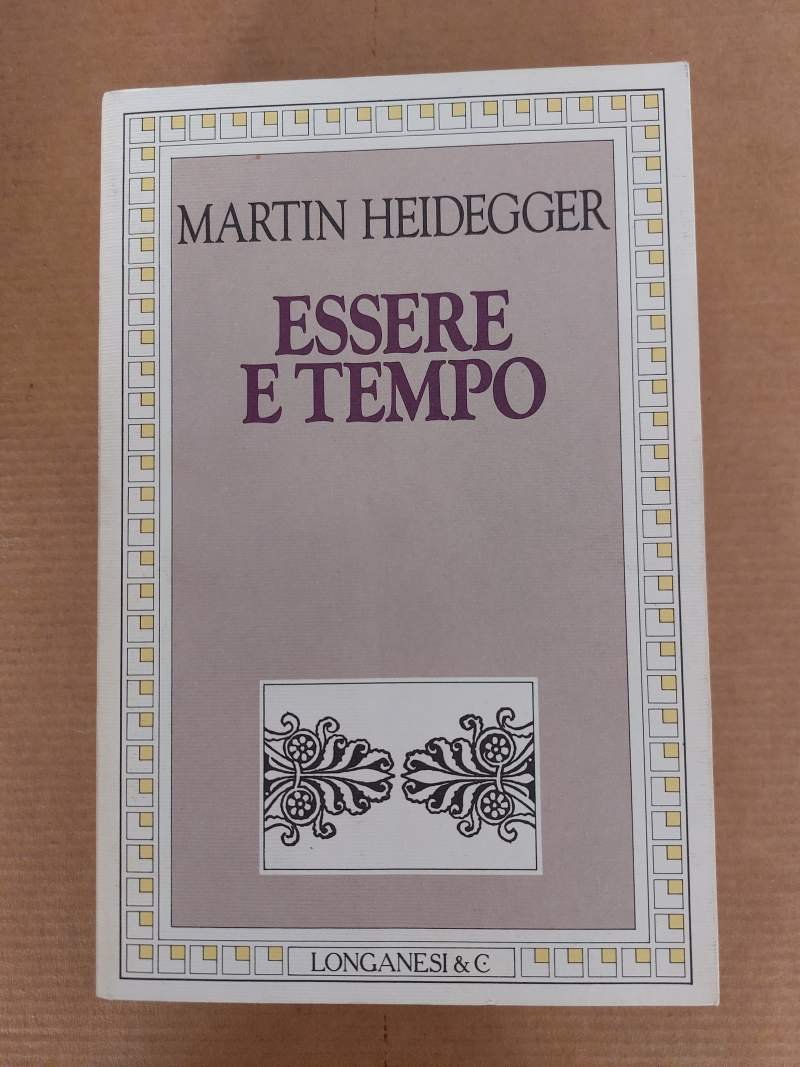 MARTIN HEIDEGGER
ESSERE
E TEMPO
LONGANESI & C.